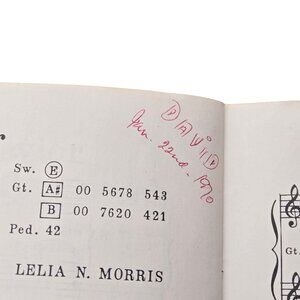 DAVID
Jan. 22nd - 1970
Sw. E
Gt. A# 00 5678 543
B 00 7620 421
Ped. 42
LELIA N. MORRIS
Gt.